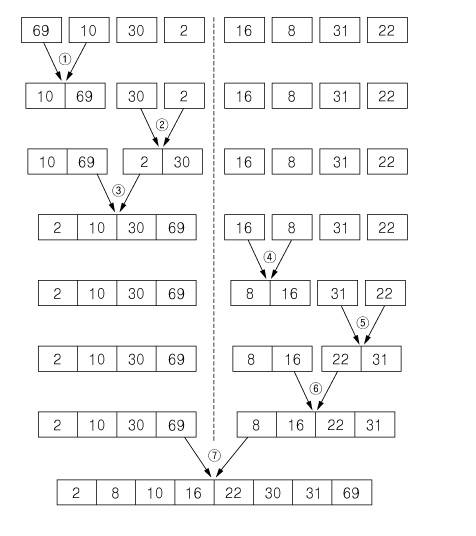 69 10 30 2 16 8 31 22
①
10 69 30 2 16 8 31 22
②
10 69 2 30 16 8 31 22
③
2 10 30 69 16 8 31 22
④
2 10 30 69 8 16 31 22
⑤
2 10 30 69 8 16 22 31
⑥
2 10 30 69 8 16 22 31
⑦
2 8 10 16 22 30 31 69